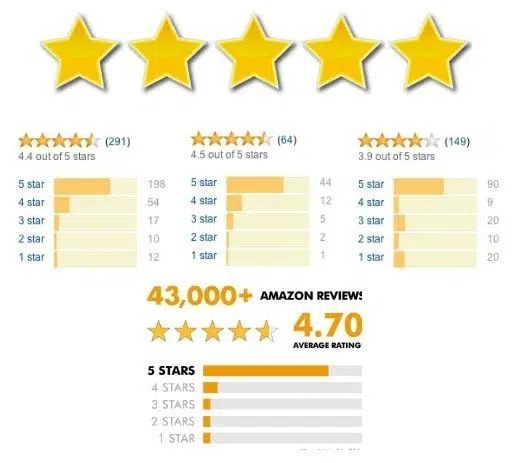 (291)
4.4 out of 5 stars
5 star 198
4 star 54
3 star 17
2 star 10
1 star 12
(64)
4.5 out of 5 stars
5 star 44
4 star 12
3 star 5
2 star 2
1 star 1
(149)
3.9 out of 5 stars
5 star 90
4 star 9
3 star 20
2 star 10
1 star 20
43,000+ AMAZON REVIEWS
4.70
AVERAGE RATING
5 STARS
4 STARS
3 STARS
2 STARS
1 STAR